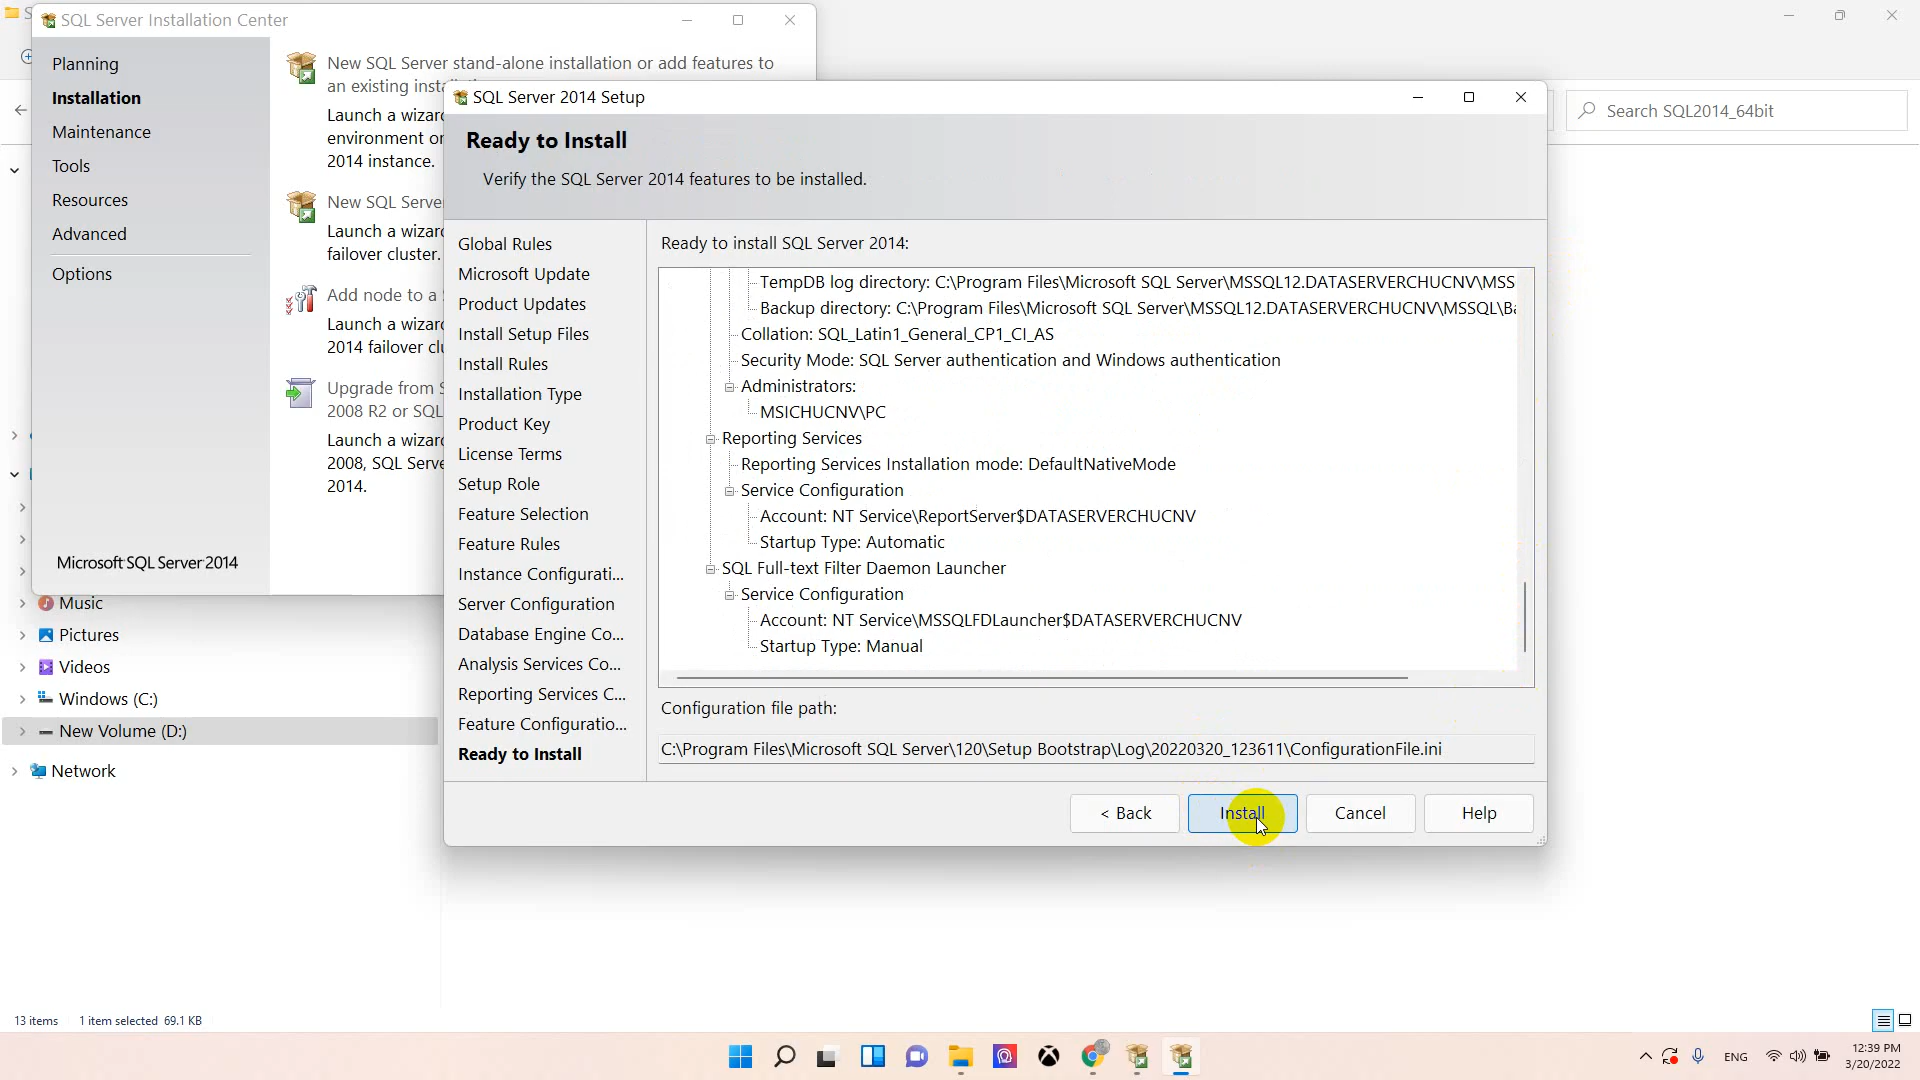 SQL Server Installation Center
Planning
Installation
Maintenance
Tools
Resources
Advanced
Options
Microsoft SQL Server 2014
New SQL Server stand-alone installation or add features to
an existing
Launch a
environment
2014 instance.
New SQL
Launch a
failover cluster.
Add node to a
Launch a
2014 failover
Upgrade from
2008 R2 or SQL
Launch a
2008, SQL
2014.
SQL Server 2014 Setup
Ready to Install
Verify the SQL Server 2014 features to be installed.
Global Rules
Microsoft Update
Product Updates
Install Setup Files
Install Rules
Installation Type
Product Key
License Terms
Setup Role
Feature Selection
Feature Rules
Instance Configurati...
Server Configuration
Database Engine Co...
Analysis Services Co...
Reporting Services C...
Feature Configuratio...
Ready to Install
Ready to install SQL Server 2014:
TempDB log directory: C:\Program Files\Microsoft SQL Server\MSSQL12.DATASERVERCHUCNV\MSS
Backup directory: C:\Program Files\Microsoft SQL Server\MSSQL12.DATASERVERCHUCNV\MSSQL\Ba
Collation: SQL_Latin1_General_CP1_CI_AS
Security Mode: SQL Server authentication and Windows authentication
Administrators:
MSICHUCNV\PC
Reporting Services
Reporting Services Installation mode: DefaultNativeMode
Service Configuration
Account: NT Service\ReportServer$DATASERVERCHUCNV
Startup Type: Automatic
SQL Full-text Filter Daemon Launcher
Service Configuration
Account: NT Service\MSSQLFDLauncher$DATASERVERCHUCNV
Startup Type: Manual
Configuration file path:
C:\Program Files\Microsoft SQL Server\120\Setup Bootstrap\Log\20220320_123611\ConfigurationFile.ini
< Back
Install
Cancel
Help
Search SQL2014_64bit
Music
Pictures
Videos
Windows (C:)
New Volume (D:)
Network
13 items 1 item selected 69.1 KB
ENG
12:39 PM
3/20/2022